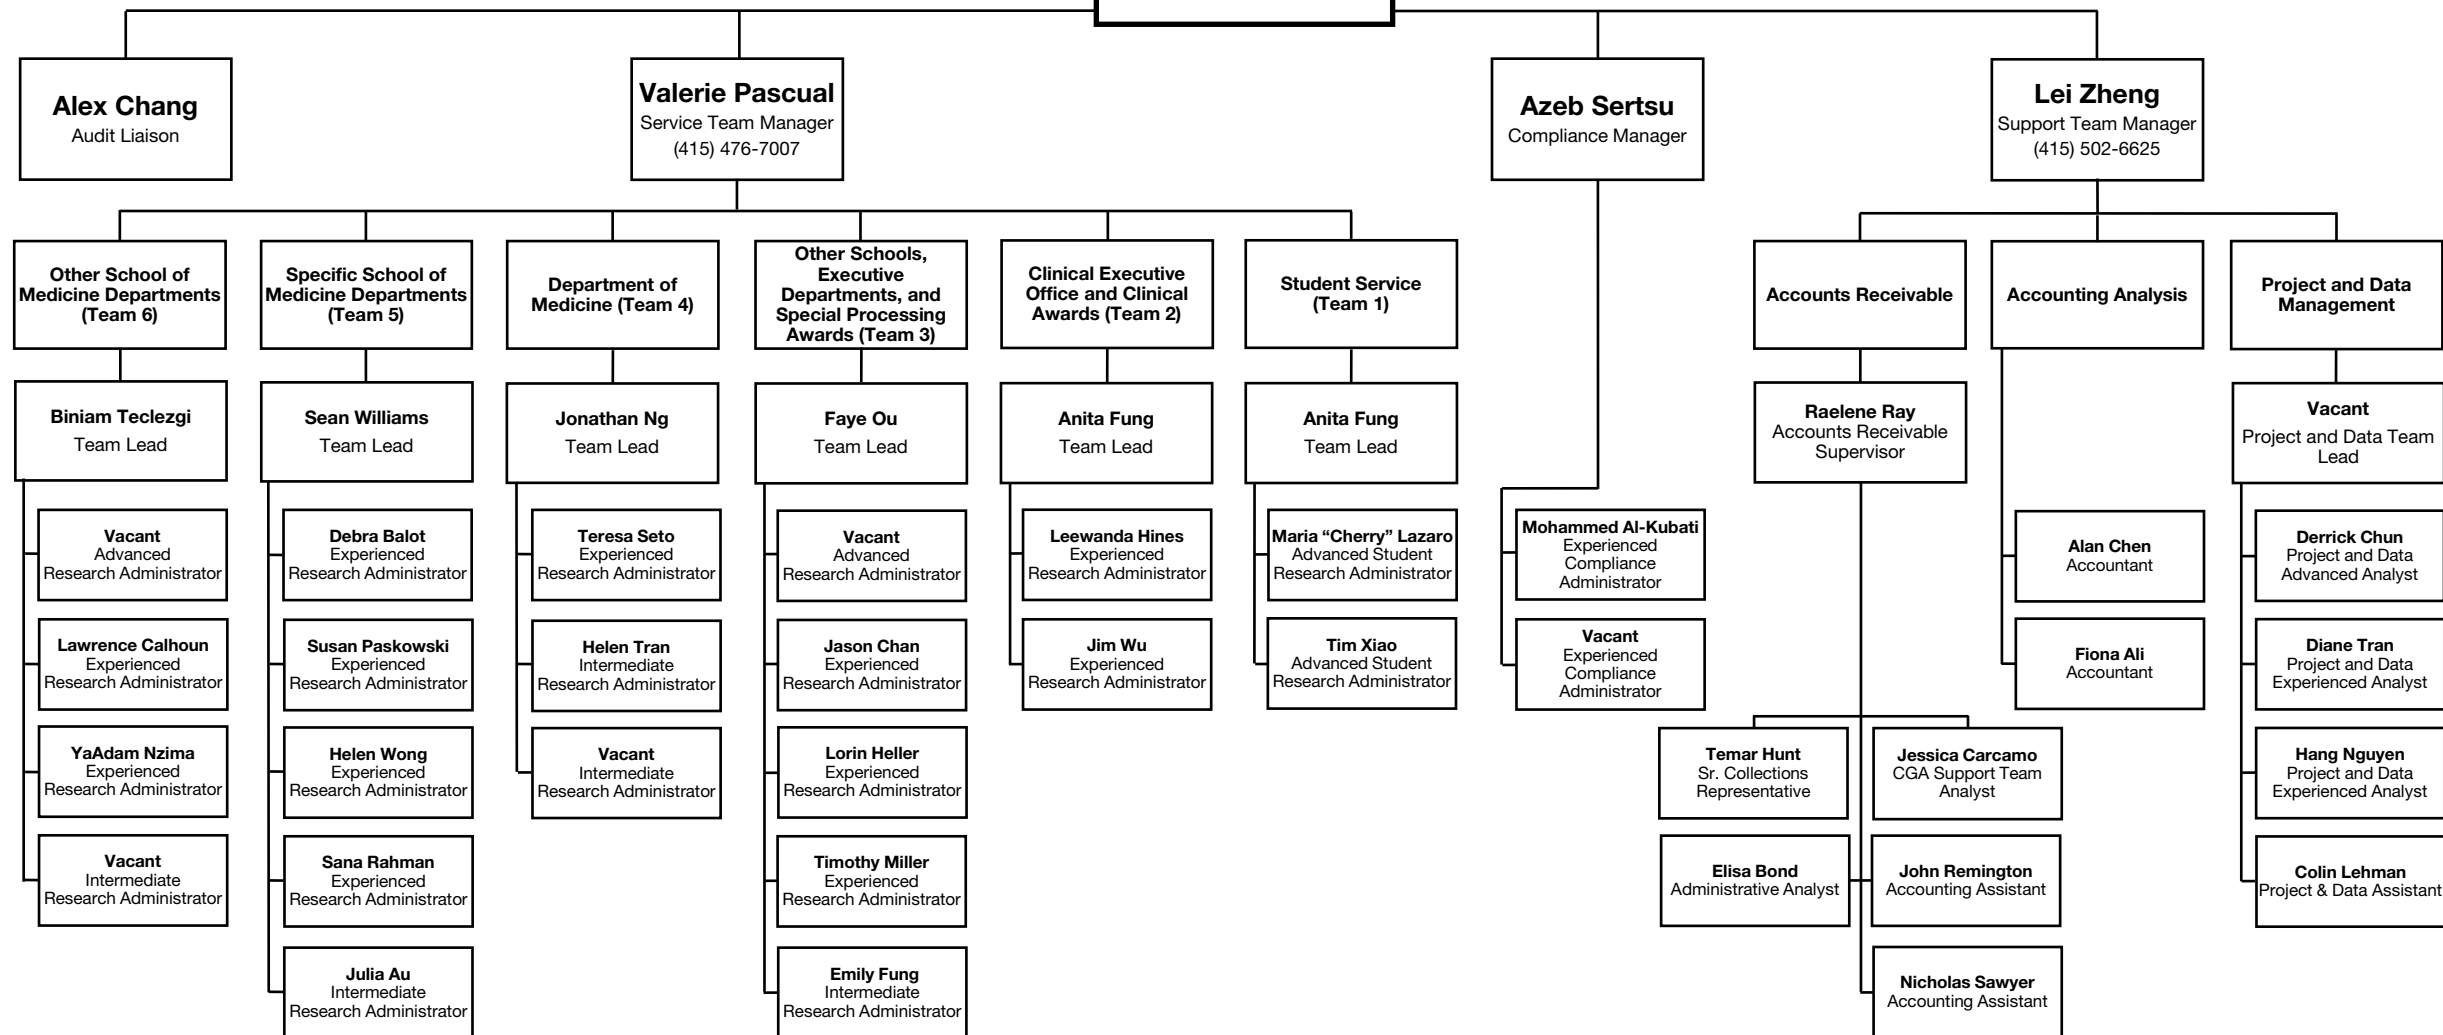 Alex Chang
Audit Liaison
Valerie Pascual
Service Team Manager
(415) 476-7007
Azeb Sertsu
Compliance Manager
Lei Zheng
Support Team Manager
(415) 502-6625
Other School of
Medicine Departments
(Team 6)
Specific School of
Medicine Departments
(Team 5)
Department of
Medicine (Team 4)
Other Schools,
Executive
Departments, and
Special Processing
Awards (Team 3)
Clinical Executive
Office and Clinical
Awards (Team 2)
Student Service
(Team 1)
Accounts Receivable
Accounting Analysis
Project and Data
Management
Biniam Teclezgi
Team Lead
Sean Williams
Team Lead
Jonathan Ng
Team Lead
Faye Ou
Team Lead
Anita Fung
Team Lead
Anita Fung
Team Lead
Raelene Ray
Accounts Receivable
Supervisor
Vacant
Project and Data Team
Lead
Vacant
Advanced
Research Administrator
Debra Balot
Experienced
Research Administrator
Teresa Seto
Experienced
Research Administrator
Vacant
Advanced
Research Administrator
Leewanda Hines
Experienced
Research Administrator
Maria “Cherry” Lazaro
Advanced Student
Research Administrator
Mohammed Al-Kubati
Experienced
Compliance
Administrator
Alan Chen
Accountant
Derrick Chun
Project and Data
Advanced Analyst
Lawrence Calhoun
Experienced
Research Administrator
Susan Paskowski
Experienced
Research Administrator
Helen Tran
Intermediate
Research Administrator
Jason Chan
Experienced
Research Administrator
Jim Wu
Experienced
Research Administrator
Tim Xiao
Advanced Student
Research Administrator
Vacant
Experienced
Compliance
Administrator
Fiona Ali
Accountant
Diane Tran
Project and Data
Experienced Analyst
YaAdam Nzima
Experienced
Research Administrator
Helen Wong
Experienced
Research Administrator
Vacant
Intermediate
Research Administrator
Lorin Heller
Experienced
Research Administrator
Temar Hunt
Sr. Collections
Representative
Jessica Carcamo
CGA Support Team
Analyst
Hang Nguyen
Project and Data
Experienced Analyst
Vacant
Intermediate
Research Administrator
Sana Rahman
Experienced
Research Administrator
Timothy Miller
Experienced
Research Administrator
Elisa Bond
Administrative Analyst
John Remington
Accounting Assistant
Colin Lehman
Project & Data Assistant
Julia Au
Intermediate
Research Administrator
Emily Fung
Intermediate
Research Administrator
Nicholas Sawyer
Accounting Assistant